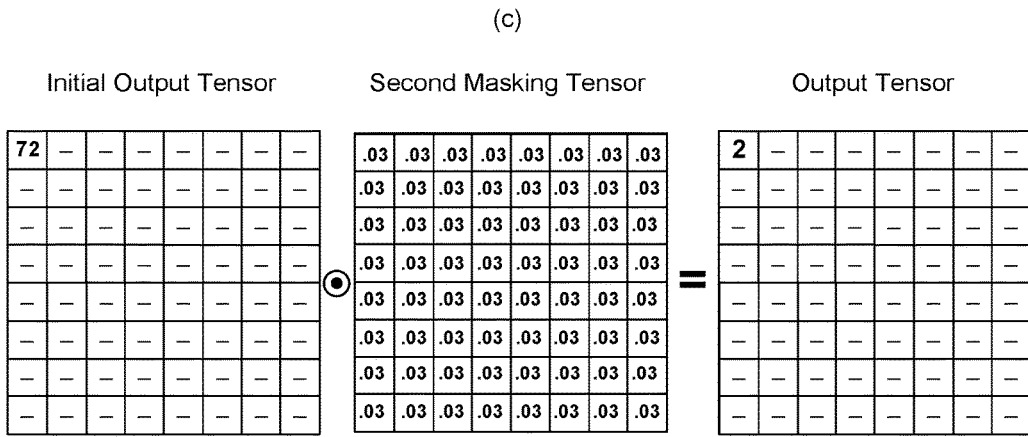 (c)
Initial Output Tensor Second Masking Tensor Output Tensor
72 — — — — — — — .03 .03 .03 .03 .03 .03 .03 .03 2 — — — — — — —
— — — — — — — — .03 .03 .03 .03 .03 .03 .03 .03 — — — — — — — —
— — — — — — — — .03 .03 .03 .03 .03 .03 .03 .03 — — — — — — — —
— — — — — — — — .03 .03 .03 .03 .03 .03 .03 .03 — — — — — — — —
⊙ =
— — — — — — — — .03 .03 .03 .03 .03 .03 .03 .03 — — — — — — — —
— — — — — — — — .03 .03 .03 .03 .03 .03 .03 .03 — — — — — — — —
— — — — — — — — .03 .03 .03 .03 .03 .03 .03 .03 — — — — — — — —
— — — — — — — — .03 .03 .03 .03 .03 .03 .03 .03 — — — — — — — —